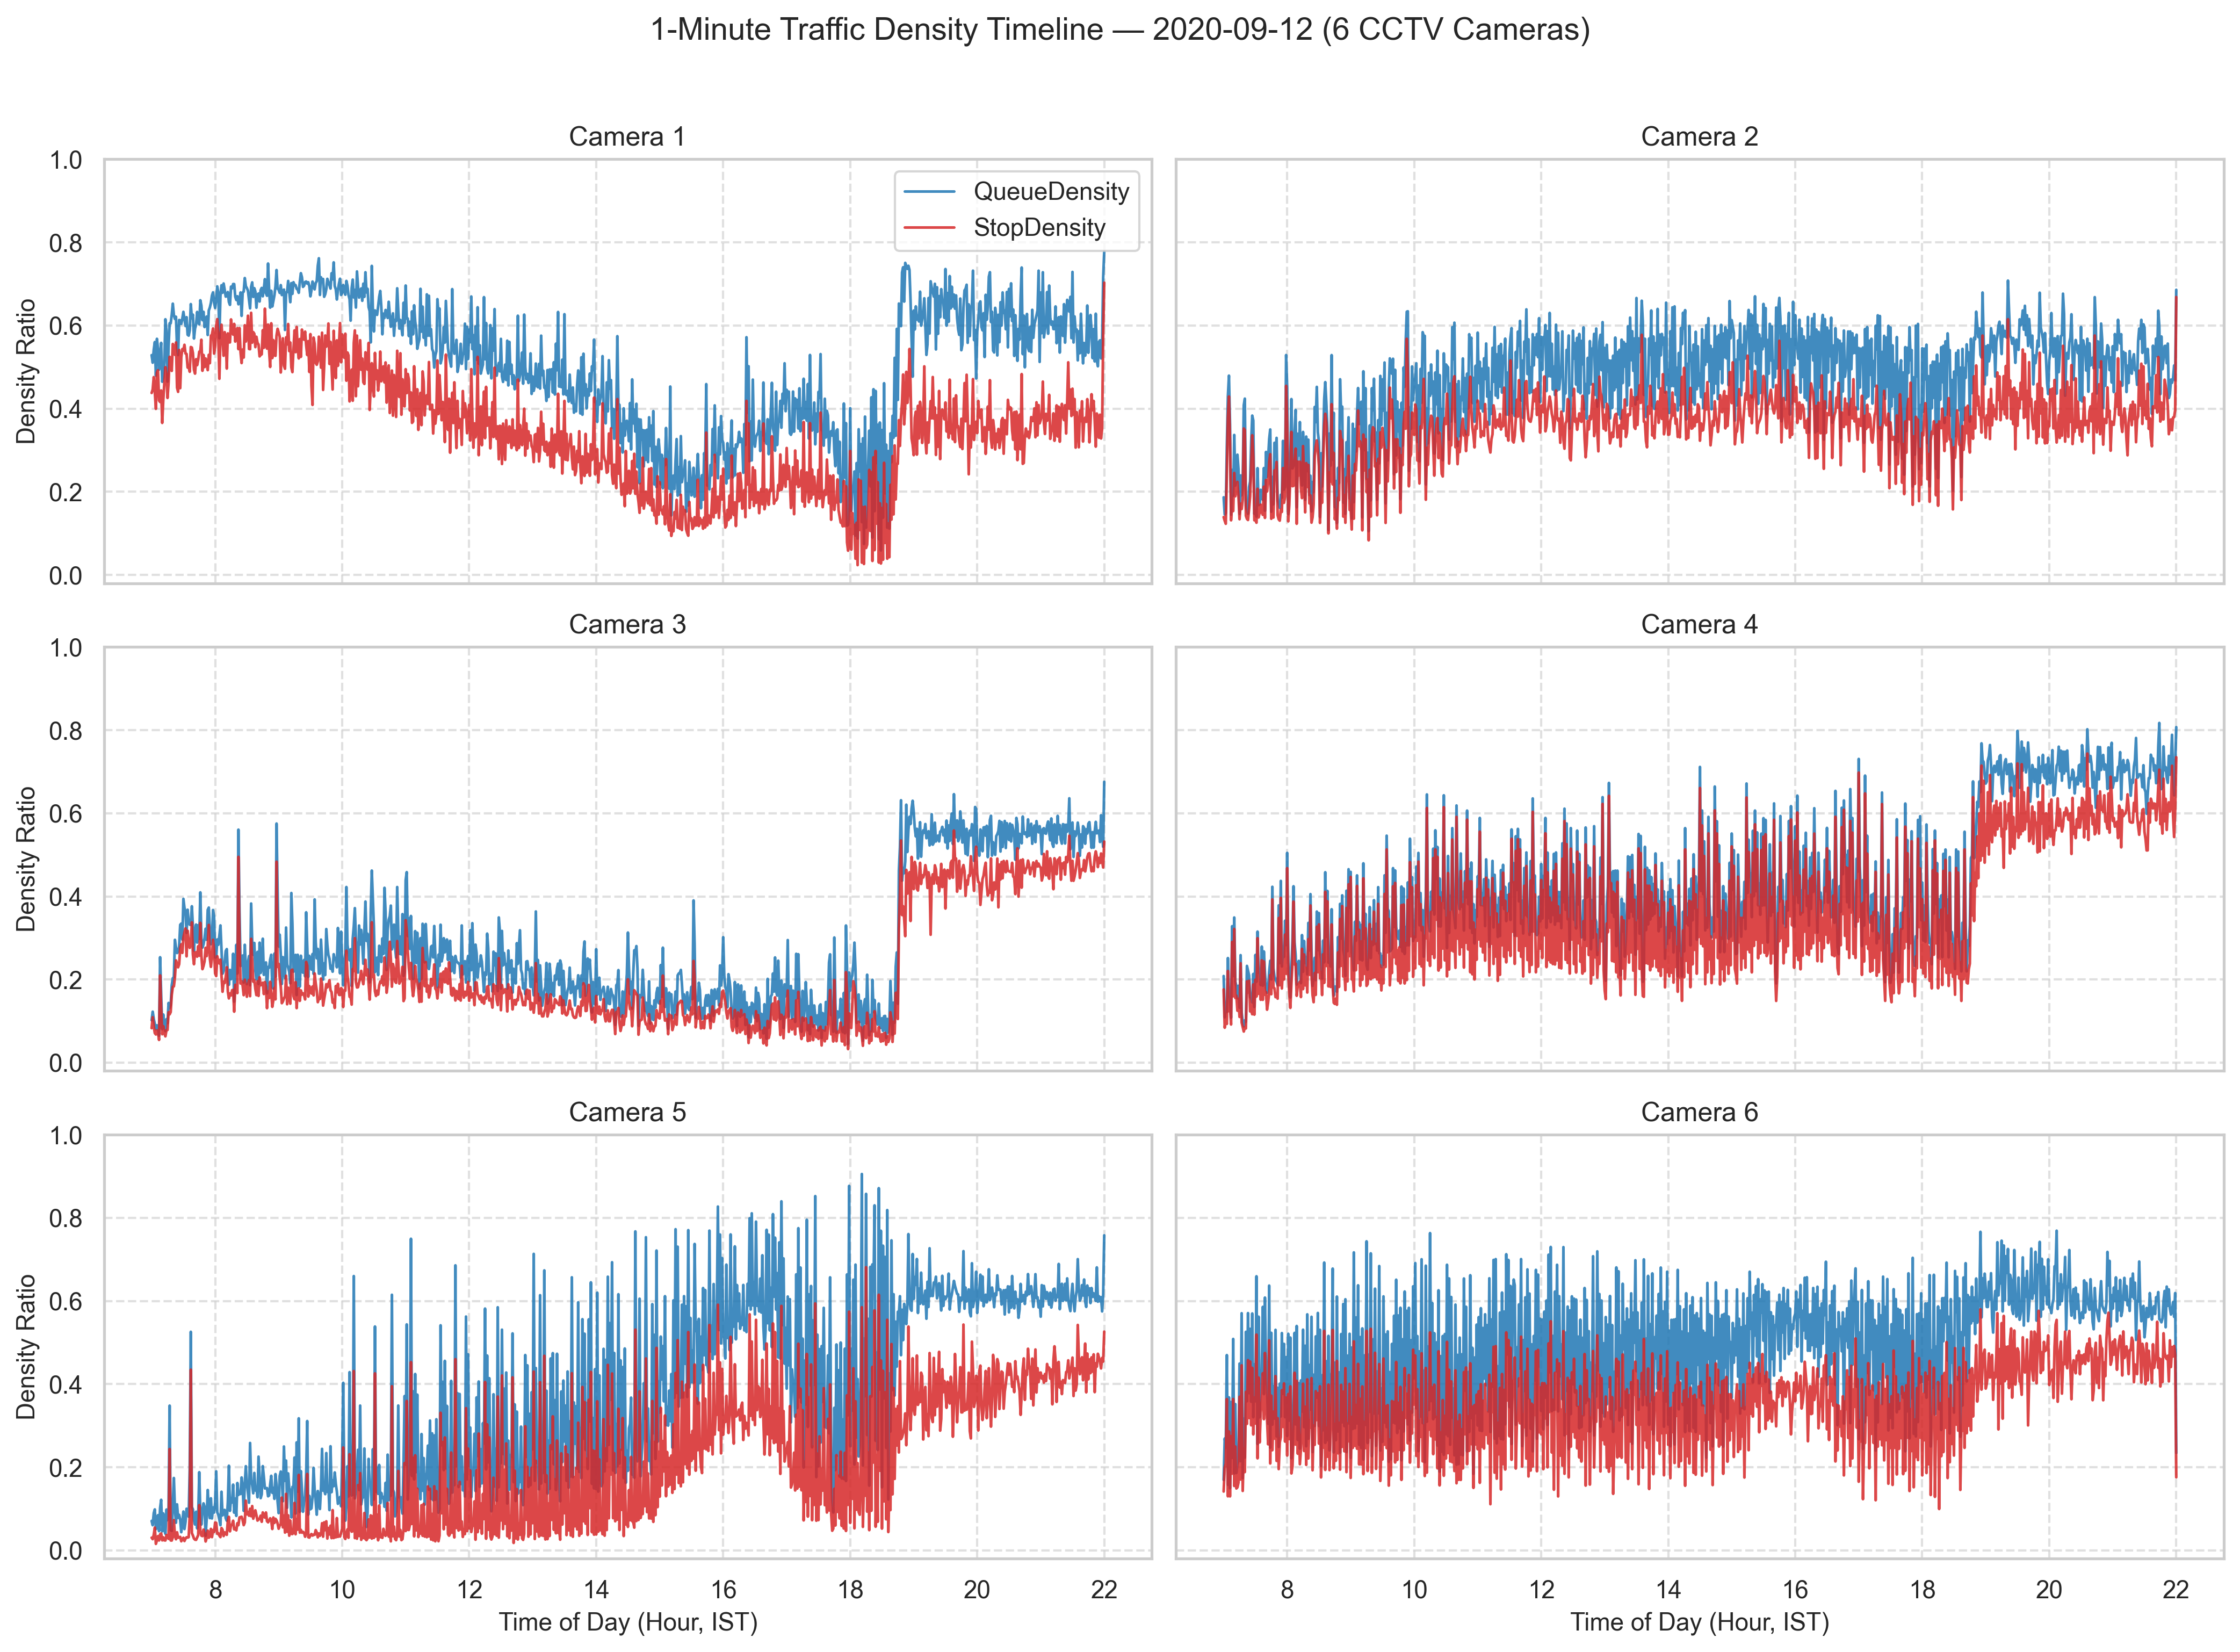 1-Minute Traffic Density Timeline — 2020-09-12 (6 CCTV Cameras)
Camera 1
Camera 2
1.0
0.8
0.6
0.4
0.2
0.0
Density Ratio
QueueDensity
StopDensity
Camera 3
Camera 4
1.0
0.8
0.6
0.4
0.2
0.0
Density Ratio
Camera 5
Camera 6
1.0
0.8
0.6
0.4
0.2
0.0
Density Ratio
8 10 12 14 16 18 20 22
8 10 12 14 16 18 20 22
Time of Day (Hour, IST)
Time of Day (Hour, IST)